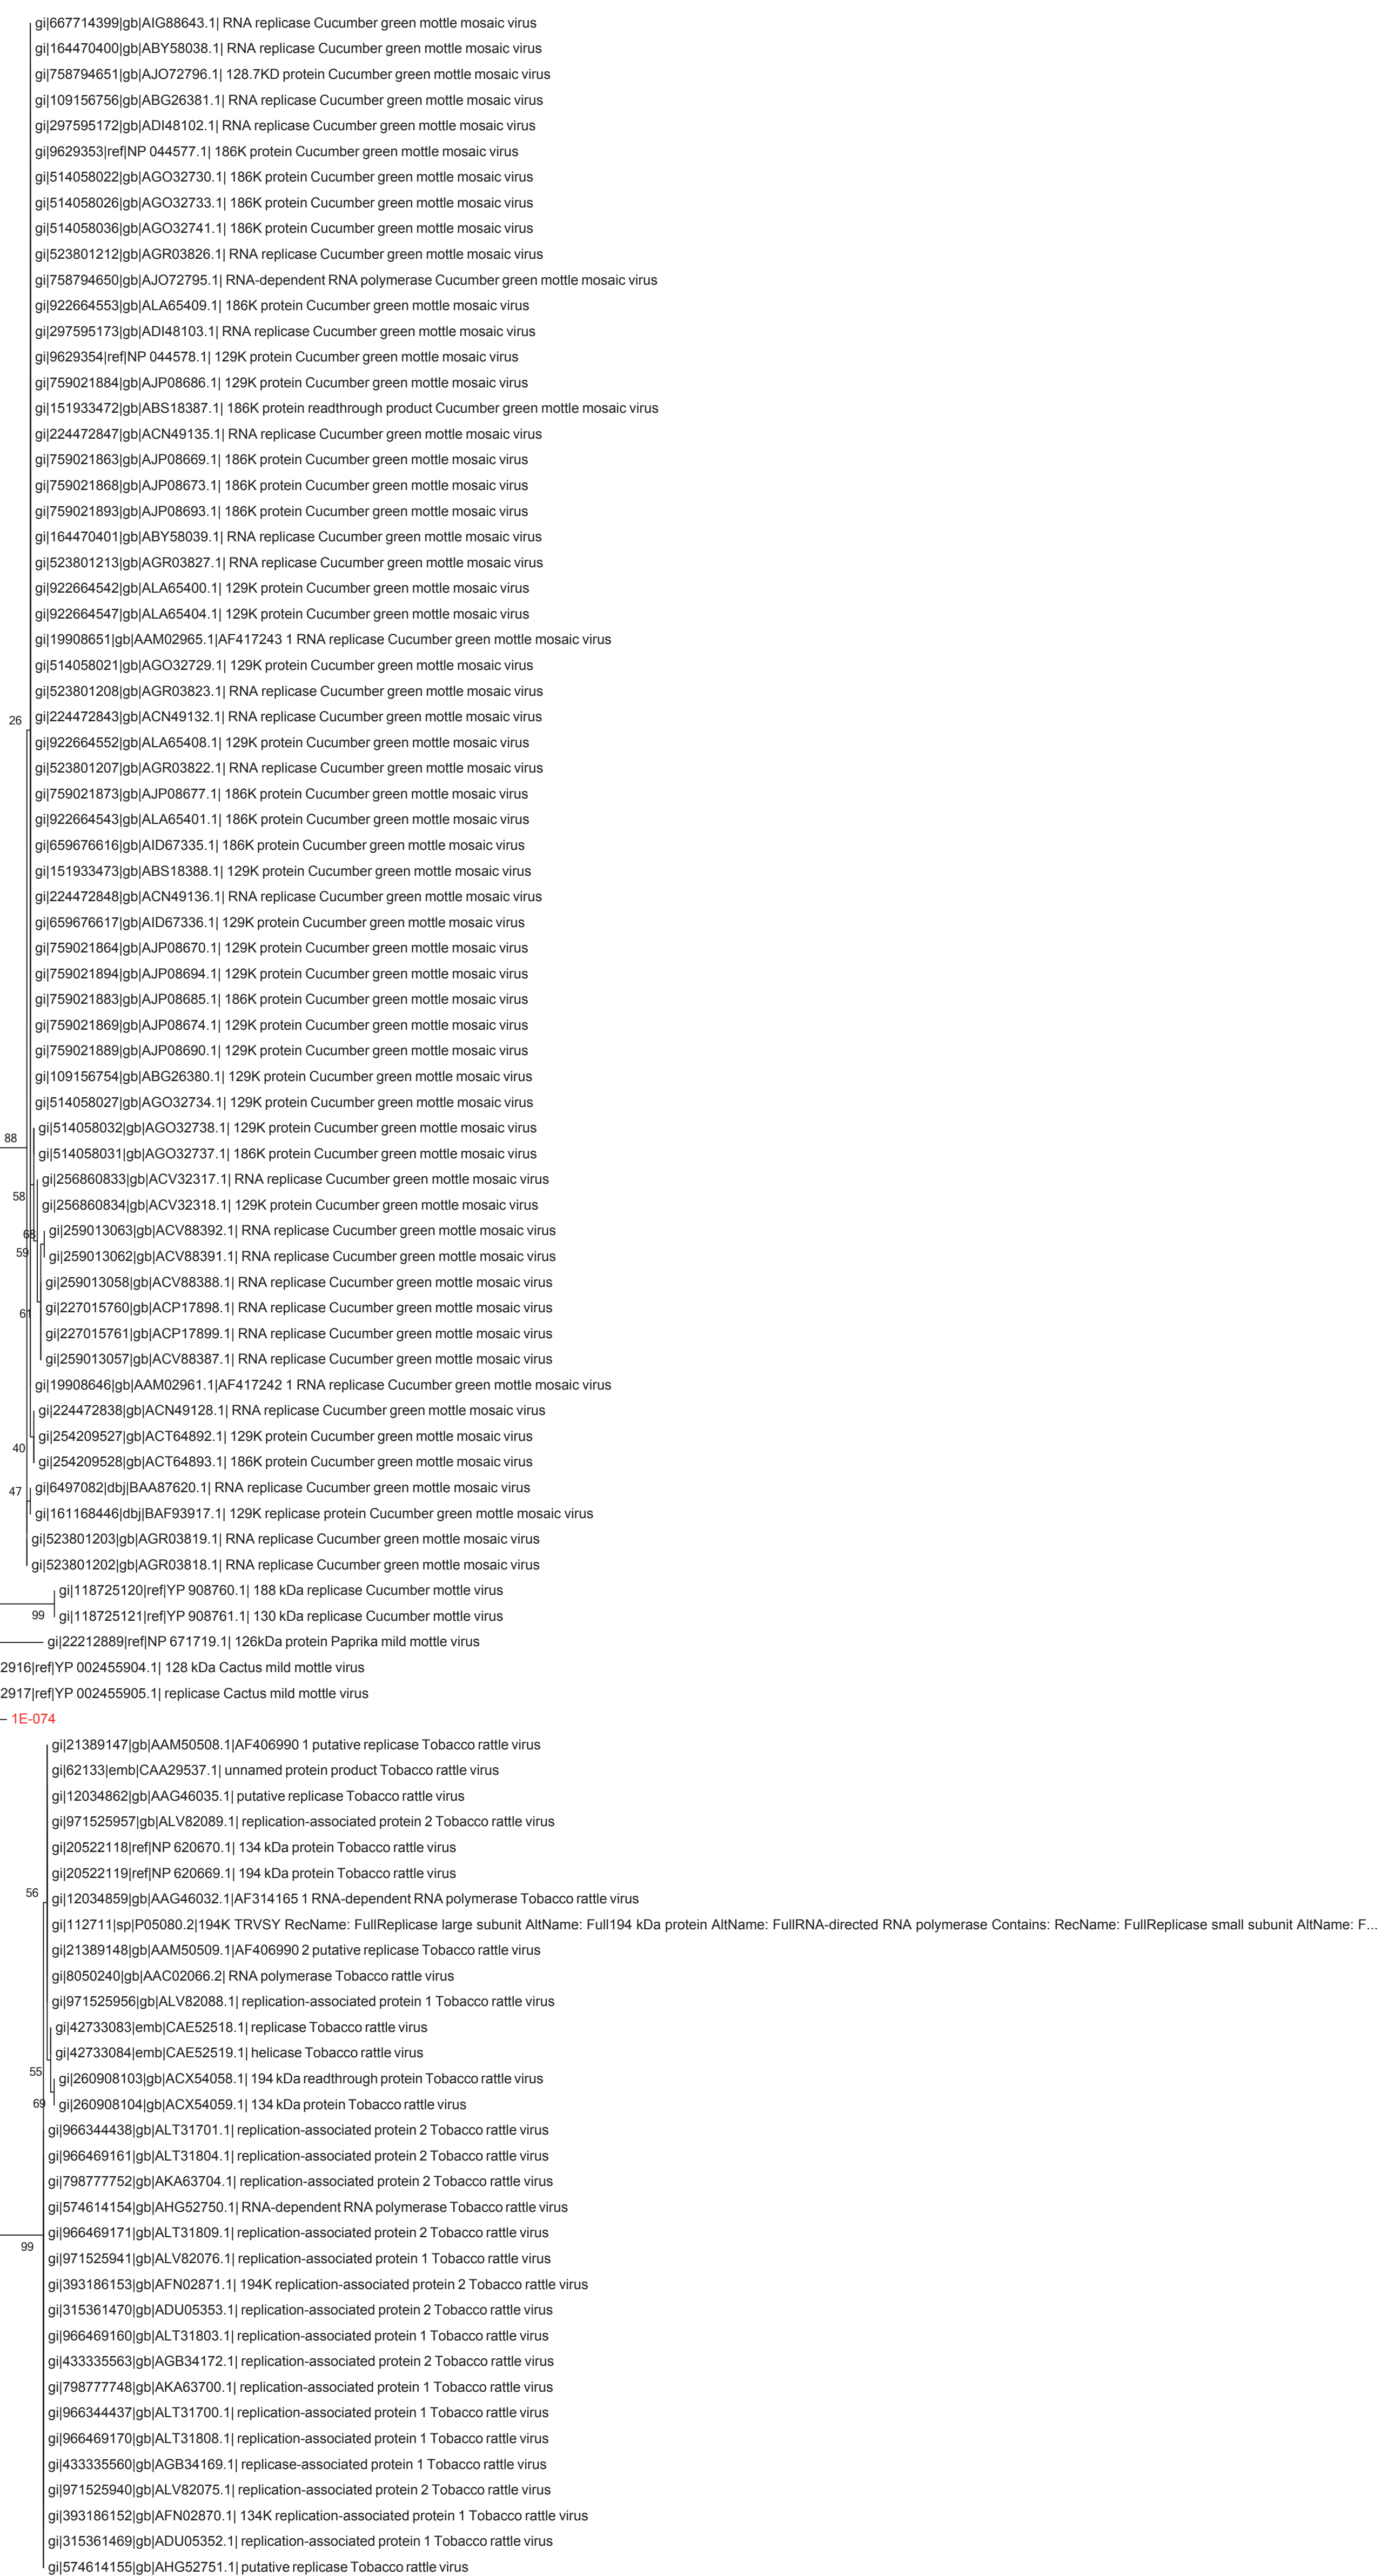 gi|667714399|gb|AIG88643.1| RNA replicase Cucumber green mottle mosaic virus
gi|164470400|gb|ABY58038.1| RNA replicase Cucumber green mottle mosaic virus
gi|758794651|gb|AJO72796.1| 128.7KD protein Cucumber green mottle mosaic virus
gi|109156756|gb|ABG26381.1| RNA replicase Cucumber green mottle mosaic virus
gi|297595172|gb|ADI48102.1| RNA replicase Cucumber green mottle mosaic virus
gi|9629353|ref|NP 044577.1| 186K protein Cucumber green mottle mosaic virus
gi|514058022|gb|AGO32730.1| 186K protein Cucumber green mottle mosaic virus
gi|514058026|gb|AGO32733.1| 186K protein Cucumber green mottle mosaic virus
gi|514058036|gb|AGO32741.1| 186K protein Cucumber green mottle mosaic virus
gi|523801212|gb|AGR03826.1| RNA replicase Cucumber green mottle mosaic virus
gi|758794650|gb|AJO72795.1| RNA-dependent RNA polymerase Cucumber green mottle mosaic virus
gi|922664553|gb|ALA65409.1| 186K protein Cucumber green mottle mosaic virus
gi|297595173|gb|ADI48103.1| RNA replicase Cucumber green mottle mosaic virus
gi|9629354|ref|NP 044578.1| 129K protein Cucumber green mottle mosaic virus
gi|759021884|gb|AJP08686.1| 129K protein Cucumber green mottle mosaic virus
gi|151933472|gb|ABS18387.1| 186K protein readthrough product Cucumber green mottle mosaic virus
gi|224472847|gb|ACN49135.1| RNA replicase Cucumber green mottle mosaic virus
gi|759021863|gb|AJP08669.1| 186K protein Cucumber green mottle mosaic virus
gi|759021868|gb|AJP08673.1| 186K protein Cucumber green mottle mosaic virus
gi|759021893|gb|AJP08693.1| 186K protein Cucumber green mottle mosaic virus
gi|164470401|gb|ABY58039.1| RNA replicase Cucumber green mottle mosaic virus
gi|523801213|gb|AGR03827.1| RNA replicase Cucumber green mottle mosaic virus
gi|922664542|gb|ALA65400.1| 129K protein Cucumber green mottle mosaic virus
gi|922664547|gb|ALA65404.1| 129K protein Cucumber green mottle mosaic virus
gi|19908651|gb|AAM02965.1|AF417243 1 RNA replicase Cucumber green mottle mosaic virus
gi|514058021|gb|AGO32729.1| 129K protein Cucumber green mottle mosaic virus
gi|523801208|gb|AGR03823.1| RNA replicase Cucumber green mottle mosaic virus
26
gi|224472843|gb|ACN49132.1| RNA replicase Cucumber green mottle mosaic virus
gi|922664552|gb|ALA65408.1| 129K protein Cucumber green mottle mosaic virus
gi|523801207|gb|AGR03822.1| RNA replicase Cucumber green mottle mosaic virus
gi|759021873|gb|AJP08677.1| 186K protein Cucumber green mottle mosaic virus
gi|922664543|gb|ALA65401.1| 186K protein Cucumber green mottle mosaic virus
gi|659676616|gb|AID67335.1| 186K protein Cucumber green mottle mosaic virus
gi|151933473|gb|ABS18388.1| 129K protein Cucumber green mottle mosaic virus
gi|224472848|gb|ACN49136.1| RNA replicase Cucumber green mottle mosaic virus
gi|659676617|gb|AID67336.1| 129K protein Cucumber green mottle mosaic virus
gi|759021864|gb|AJP08670.1| 129K protein Cucumber green mottle mosaic virus
gi|759021894|gb|AJP08694.1| 129K protein Cucumber green mottle mosaic virus
gi|759021883|gb|AJP08685.1| 186K protein Cucumber green mottle mosaic virus
gi|759021869|gb|AJP08674.1| 129K protein Cucumber green mottle mosaic virus
gi|759021889|gb|AJP08690.1| 129K protein Cucumber green mottle mosaic virus
gi|109156754|gb|ABG26380.1| 129K protein Cucumber green mottle mosaic virus
gi|514058027|gb|AGO32734.1| 129K protein Cucumber green mottle mosaic virus
gi|514058032|gb|AGO32738.1| 129K protein Cucumber green mottle mosaic virus
88
gi|514058031|gb|AGO32737.1| 186K protein Cucumber green mottle mosaic virus
gi|256860833|gb|ACV32317.1| RNA replicase Cucumber green mottle mosaic virus
58
gi|256860834|gb|ACV32318.1| 129K protein Cucumber green mottle mosaic virus
gi|259013063|gb|ACV88392.1| RNA replicase Cucumber green mottle mosaic virus
68
59
gi|259013062|gb|ACV88391.1| RNA replicase Cucumber green mottle mosaic virus
gi|259013058|gb|ACV88388.1| RNA replicase Cucumber green mottle mosaic virus
gi|227015760|gb|ACP17898.1| RNA replicase Cucumber green mottle mosaic virus
61
gi|227015761|gb|ACP17899.1| RNA replicase Cucumber green mottle mosaic virus
gi|259013057|gb|ACV88387.1| RNA replicase Cucumber green mottle mosaic virus
gi|19908646|gb|AAM02961.1|AF417242 1 RNA replicase Cucumber green mottle mosaic virus
gi|224472838|gb|ACN49128.1| RNA replicase Cucumber green mottle mosaic virus
gi|254209527|gb|ACT64892.1| 129K protein Cucumber green mottle mosaic virus
40
gi|254209528|gb|ACT64893.1| 186K protein Cucumber green mottle mosaic virus
gi|6497082|dbj|BAA87620.1| RNA replicase Cucumber green mottle mosaic virus
47
gi|161168446|dbj|BAF93917.1| 129K replicase protein Cucumber green mottle mosaic virus
gi|523801203|gb|AGR03819.1| RNA replicase Cucumber green mottle mosaic virus
gi|523801202|gb|AGR03818.1| RNA replicase Cucumber green mottle mosaic virus
gi|118725120|ref|YP 908760.1| 188 kDa replicase Cucumber mottle virus
99
gi|118725121|ref|YP 908761.1| 130 kDa replicase Cucumber mottle virus
gi|22212889|ref|NP 671719.1| 126kDa protein Paprika mild mottle virus
2916|ref|YP 002455904.1| 128 kDa Cactus mild mottle virus
2917|ref|YP 002455905.1| replicase Cactus mild mottle virus
1E-074
gi|21389147|gb|AAM50508.1|AF406990 1 putative replicase Tobacco rattle virus
gi|62133|emb|CAA29537.1| unnamed protein product Tobacco rattle virus
gi|12034862|gb|AAG46035.1| putative replicase Tobacco rattle virus
gi|971525957|gb|ALV82089.1| replication-associated protein 2 Tobacco rattle virus
gi|20522118|ref|NP 620670.1| 134 kDa protein Tobacco rattle virus
gi|20522119|ref|NP 620669.1| 194 kDa protein Tobacco rattle virus
56
gi|12034859|gb|AAG46032.1|AF314165 1 RNA-dependent RNA polymerase Tobacco rattle virus
gi|112711|sp|P05080.2|194K TRVSY RecName: FullReplicase large subunit AltName: Full194 kDa protein AltName: FullRNA-directed RNA polymerase Contains: RecName: FullReplicase small subunit AltName: F...
gi|21389148|gb|AAM50509.1|AF406990 2 putative replicase Tobacco rattle virus
gi|8050240|gb|AAC02066.2| RNA polymerase Tobacco rattle virus
gi|971525956|gb|ALV82088.1| replication-associated protein 1 Tobacco rattle virus
gi|42733083|emb|CAE52518.1| replicase Tobacco rattle virus
gi|42733084|emb|CAE52519.1| helicase Tobacco rattle virus
55
gi|260908103|gb|ACX54058.1| 194 kDa readthrough protein Tobacco rattle virus
69
gi|260908104|gb|ACX54059.1| 134 kDa protein Tobacco rattle virus
gi|966344438|gb|ALT31701.1| replication-associated protein 2 Tobacco rattle virus
gi|966469161|gb|ALT31804.1| replication-associated protein 2 Tobacco rattle virus
gi|798777752|gb|AKA63704.1| replication-associated protein 2 Tobacco rattle virus
gi|574614154|gb|AHG52750.1| RNA-dependent RNA polymerase Tobacco rattle virus
gi|966469171|gb|ALT31809.1| replication-associated protein 2 Tobacco rattle virus
99
gi|971525941|gb|ALV82076.1| replication-associated protein 1 Tobacco rattle virus
gi|393186153|gb|AFN02871.1| 194K replication-associated protein 2 Tobacco rattle virus
gi|315361470|gb|ADU05353.1| replication-associated protein 2 Tobacco rattle virus
gi|966469160|gb|ALT31803.1| replication-associated protein 1 Tobacco rattle virus
gi|433335563|gb|AGB34172.1| replication-associated protein 2 Tobacco rattle virus
gi|798777748|gb|AKA63700.1| replication-associated protein 1 Tobacco rattle virus
gi|966344437|gb|ALT31700.1| replication-associated protein 1 Tobacco rattle virus
gi|966469170|gb|ALT31808.1| replication-associated protein 1 Tobacco rattle virus
gi|433335560|gb|AGB34169.1| replicase-associated protein 1 Tobacco rattle virus
gi|971525940|gb|ALV82075.1| replication-associated protein 2 Tobacco rattle virus
gi|393186152|gb|AFN02870.1| 134K replication-associated protein 1 Tobacco rattle virus
gi|315361469|gb|ADU05352.1| replication-associated protein 1 Tobacco rattle virus
gi|574614155|gb|AHG52751.1| putative replicase Tobacco rattle virus